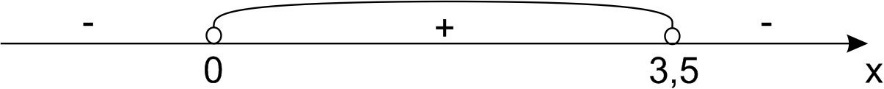 - + -
0 3,5 x